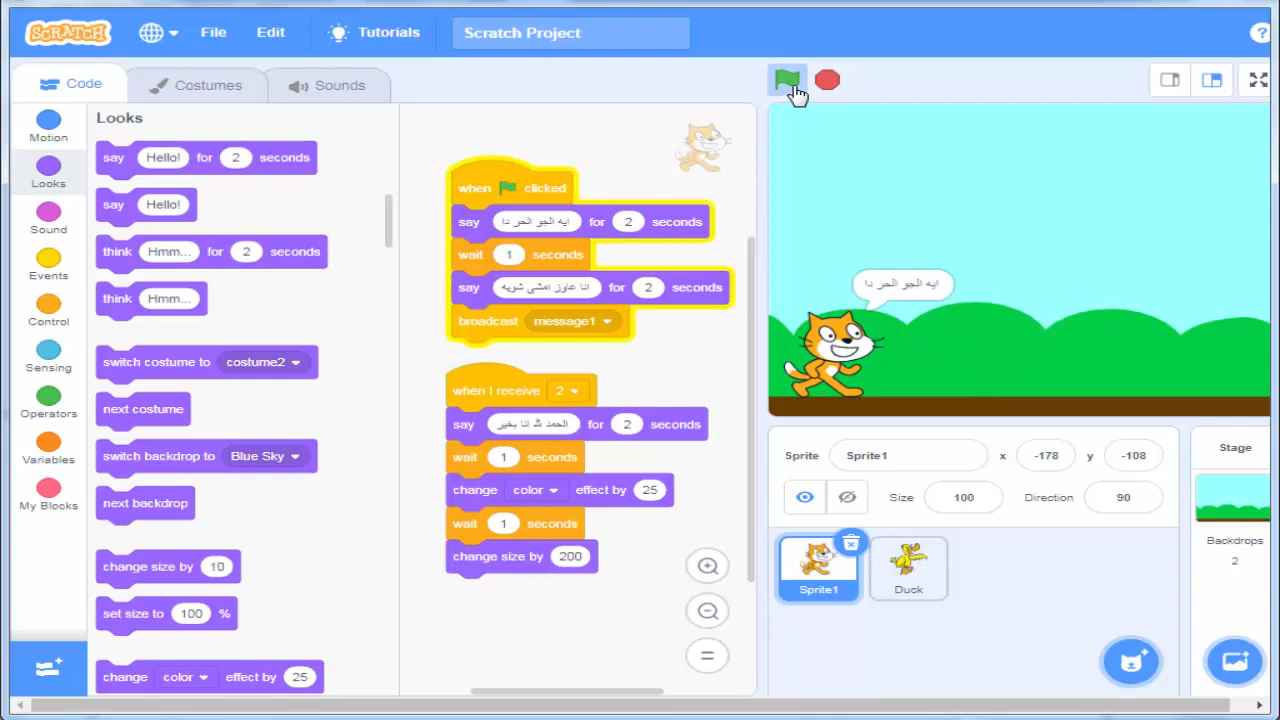 SCRATCH
File
Edit
Tutorials
Scratch Project
?
Code
Costumes
Sounds
Motion
Looks
Sound
Events
Control
Sensing
Operators
Variables
My Blocks
Looks
say Hello! for 2 seconds
say Hello!
think Hmm... for 2 seconds
think Hmm...
switch costume to costume2
next costume
switch backdrop to Blue Sky
next backdrop
change size by 10
set size to 100 %
change color effect by 25
when clicked
say ايه الجو الحر دا for 2 seconds
wait 1 seconds
say انا عاوز امشى شويه for 2 seconds
broadcast message1
when I receive 2
say الحمد لله انا بخير for 2 seconds
wait 1 seconds
change color effect by 25
wait 1 seconds
change size by 200
ايه الجو الحر دا
Sprite Sprite1 x -178 y -108
Size 100 Direction 90
Sprite1
Duck
Stage
Backdrops
2